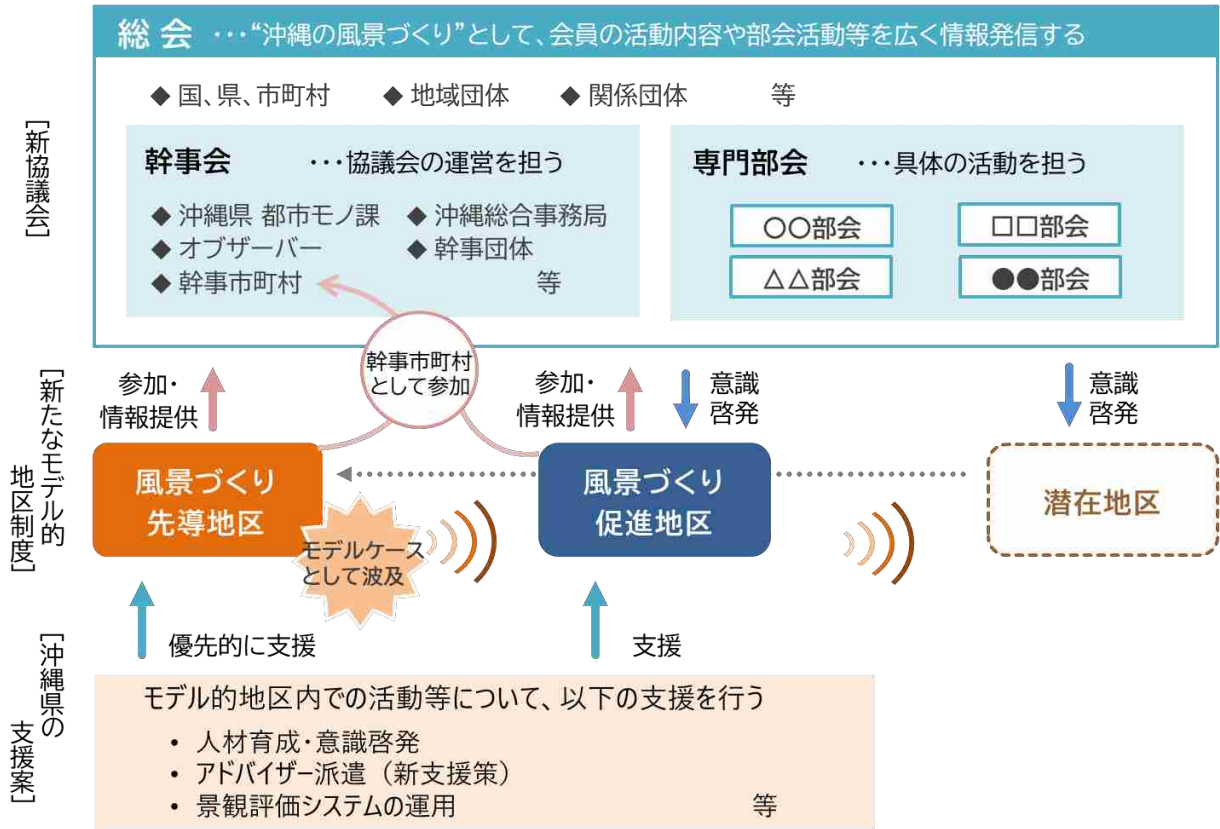 総会 ･･･“沖縄の風景づくり”として、会員の活動内容や部会活動等を広く情報発信する
◆ 国、県、市町村 ◆ 地域団体 ◆ 関係団体 等
[新協議会]
幹事会 ･･･協議会の運営を担う
◆ 沖縄県 都市モノ課 ◆ 沖縄総合事務局
◆ オブザーバー ◆ 幹事団体
◆ 幹事市町村 等
専門部会 ･･･具体の活動を担う
〇〇部会 □□部会
△△部会 ●●部会
幹事市町村
として参加
[新たなモデル的
地区制度]
参加･
情報提供
参加･
情報提供
意識
啓発
意識
啓発
風景づくり
先導地区
風景づくり
促進地区
潜在地区
モデルケース
として波及
優先的に支援
支援
[沖縄県の
支援案]
モデル的地区内での活動等について、以下の支援を行う
• 人材育成･意識啓発
• アドバイザー派遣（新支援策）
• 景観評価システムの運用 等